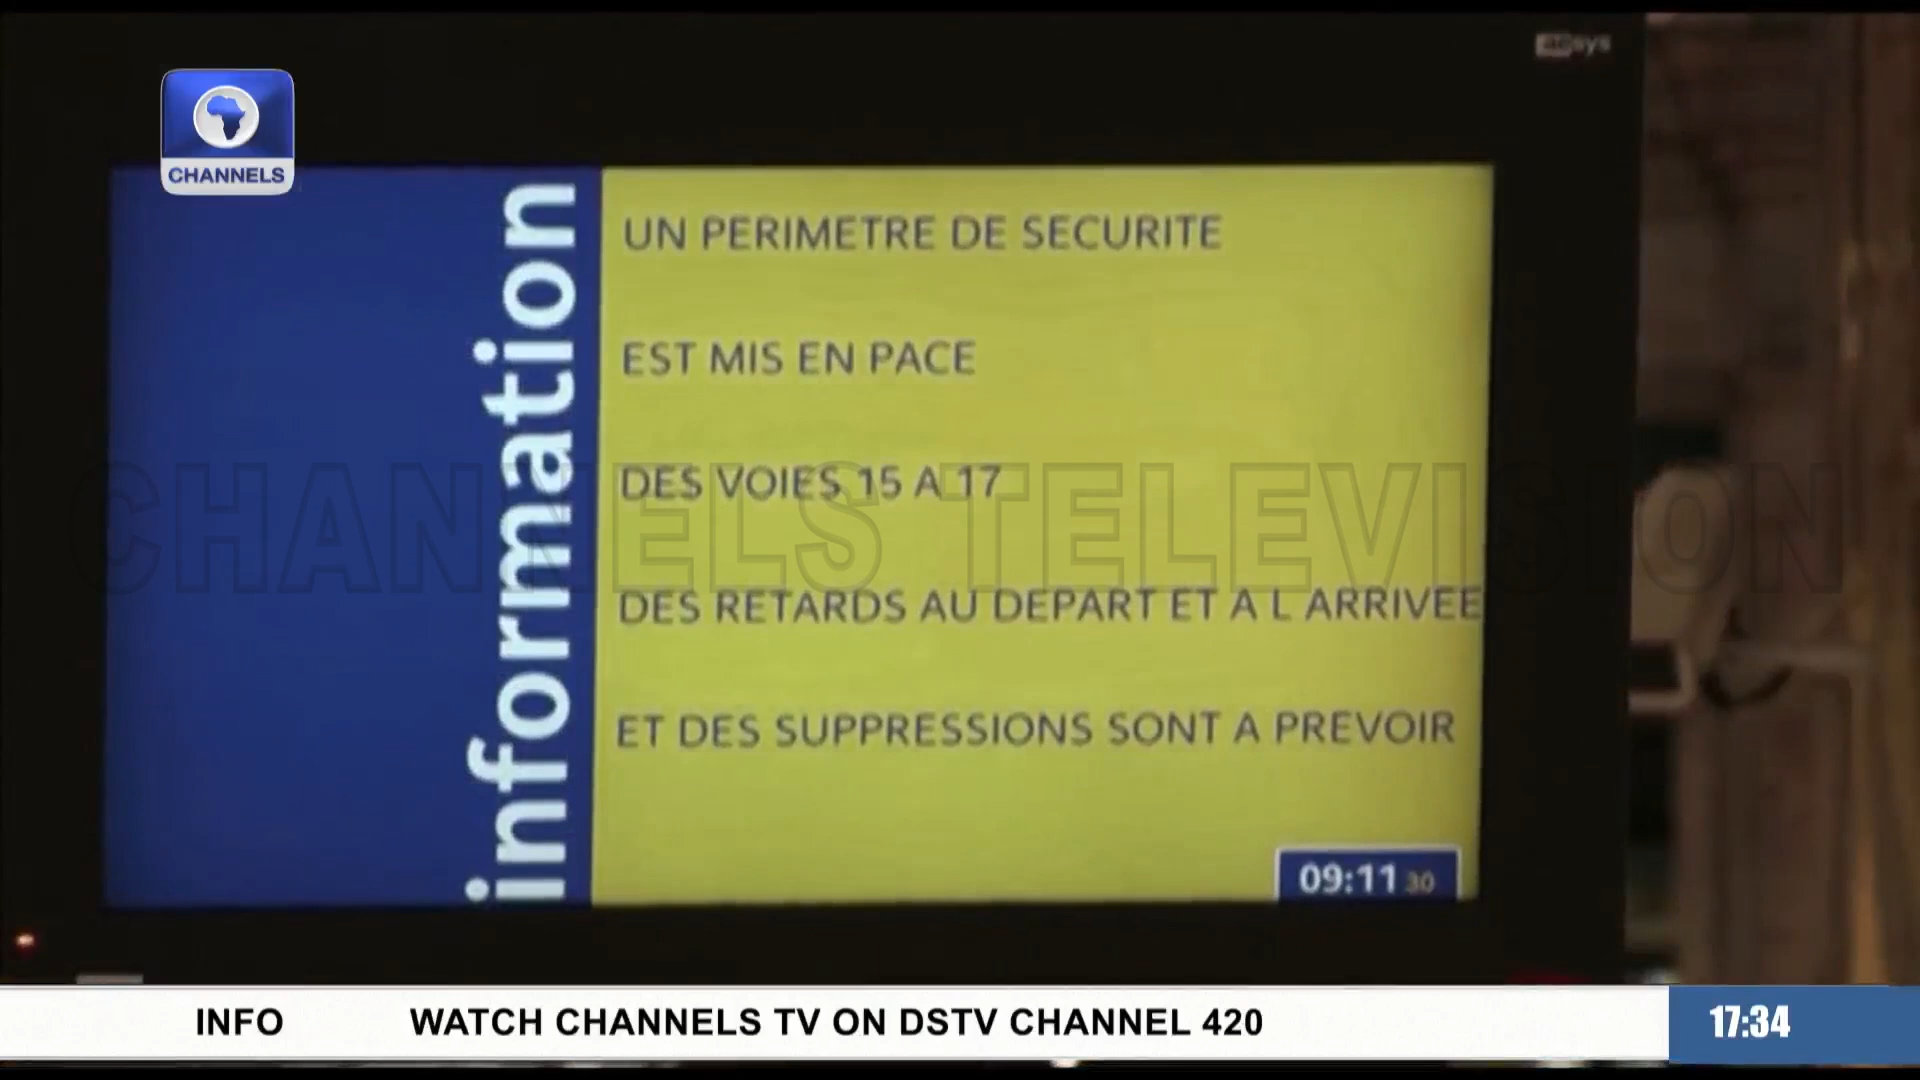 CHANNELS
information
UN PERIMETRE DE SECURITE
EST MIS EN PACE
DES VOIES 15 A 17
DES RETARDS AU DEPART ET A L ARRIVEE
ET DES SUPPRESSIONS SONT A PREVOIR
09:11 30
CHANNELS TELEVISION
INFO WATCH CHANNELS TV ON DSTV CHANNEL 420
17:34